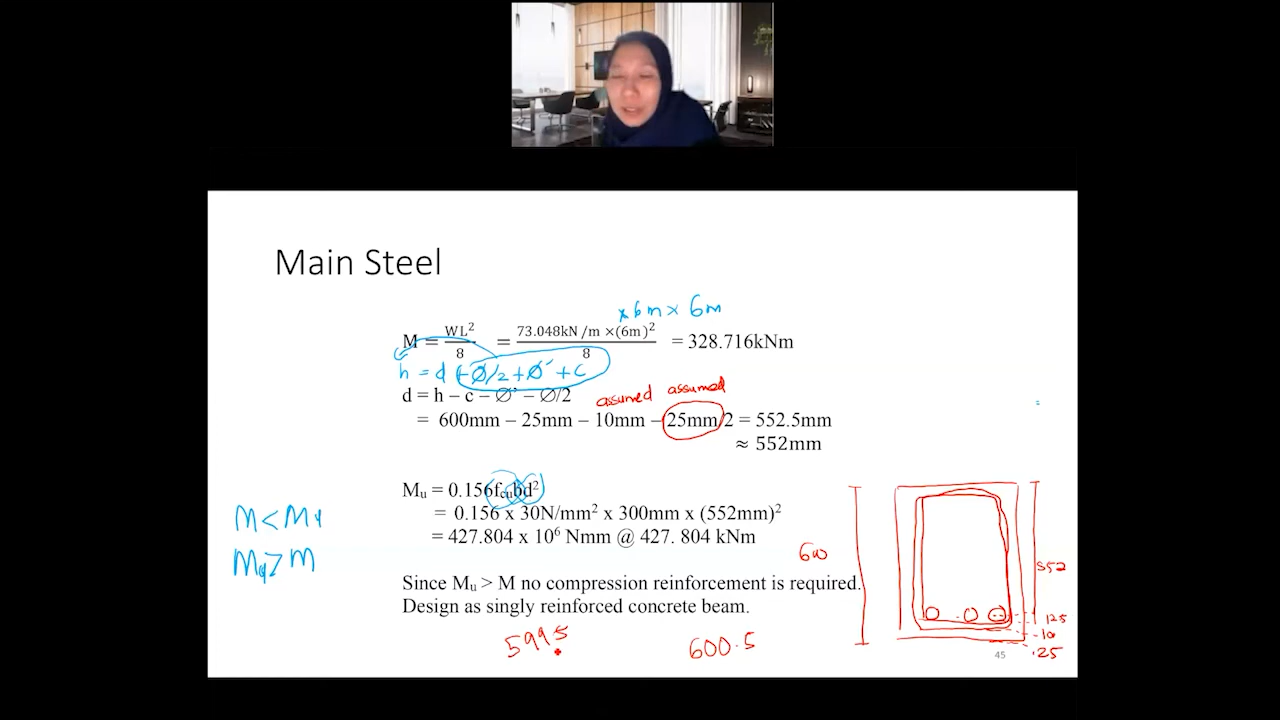 Main Steel
× 6m × 6m
M = WL²/8 = 73.048kN /m ×(6m)²/8 = 328.716kNm
h = d + Ø/2 + Ø' + c
d = h – c – Ø' – Ø/2
assumed assumed
= 600mm – 25mm – 10mm – 25mm/2 = 552.5mm
≈ 552mm
Mu = 0.156fcubd²
= 0.156 x 30N/mm² x 300mm x (552mm)²
= 427.804 x 10⁶ Nmm @ 427. 804 kNm
M < Mu
Mu > M
600
552
12.5
10
25
Since Mu > M no compression reinforcement is required.
Design as singly reinforced concrete beam.
599.5 600.5
45